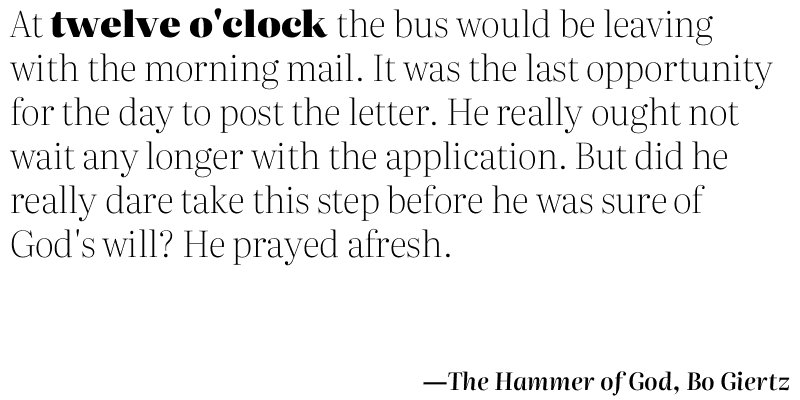 At twelve o'clock the bus would be leaving
with the morning mail. It was the last opportunity
for the day to post the letter. He really ought not
wait any longer with the application. But did he
really dare take this step before he was sure of
God's will? He prayed afresh.
—The Hammer of God, Bo Giertz